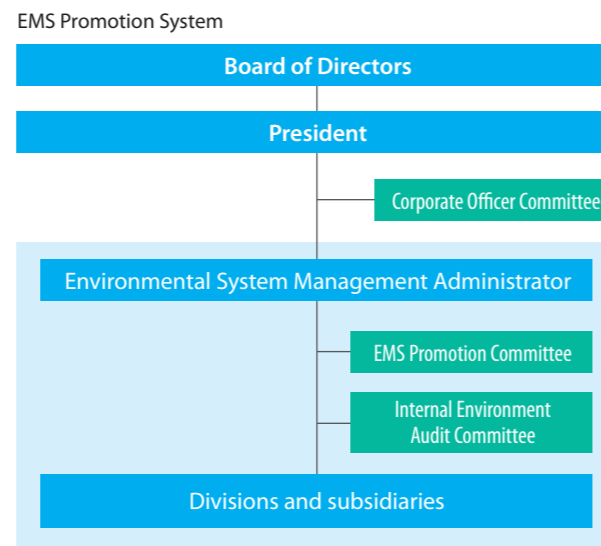 EMS Promotion System
Board of Directors
President
Corporate Officer Committee
Environmental System Management Administrator
EMS Promotion Committee
Internal Environment
Audit Committee
Divisions and subsidiaries